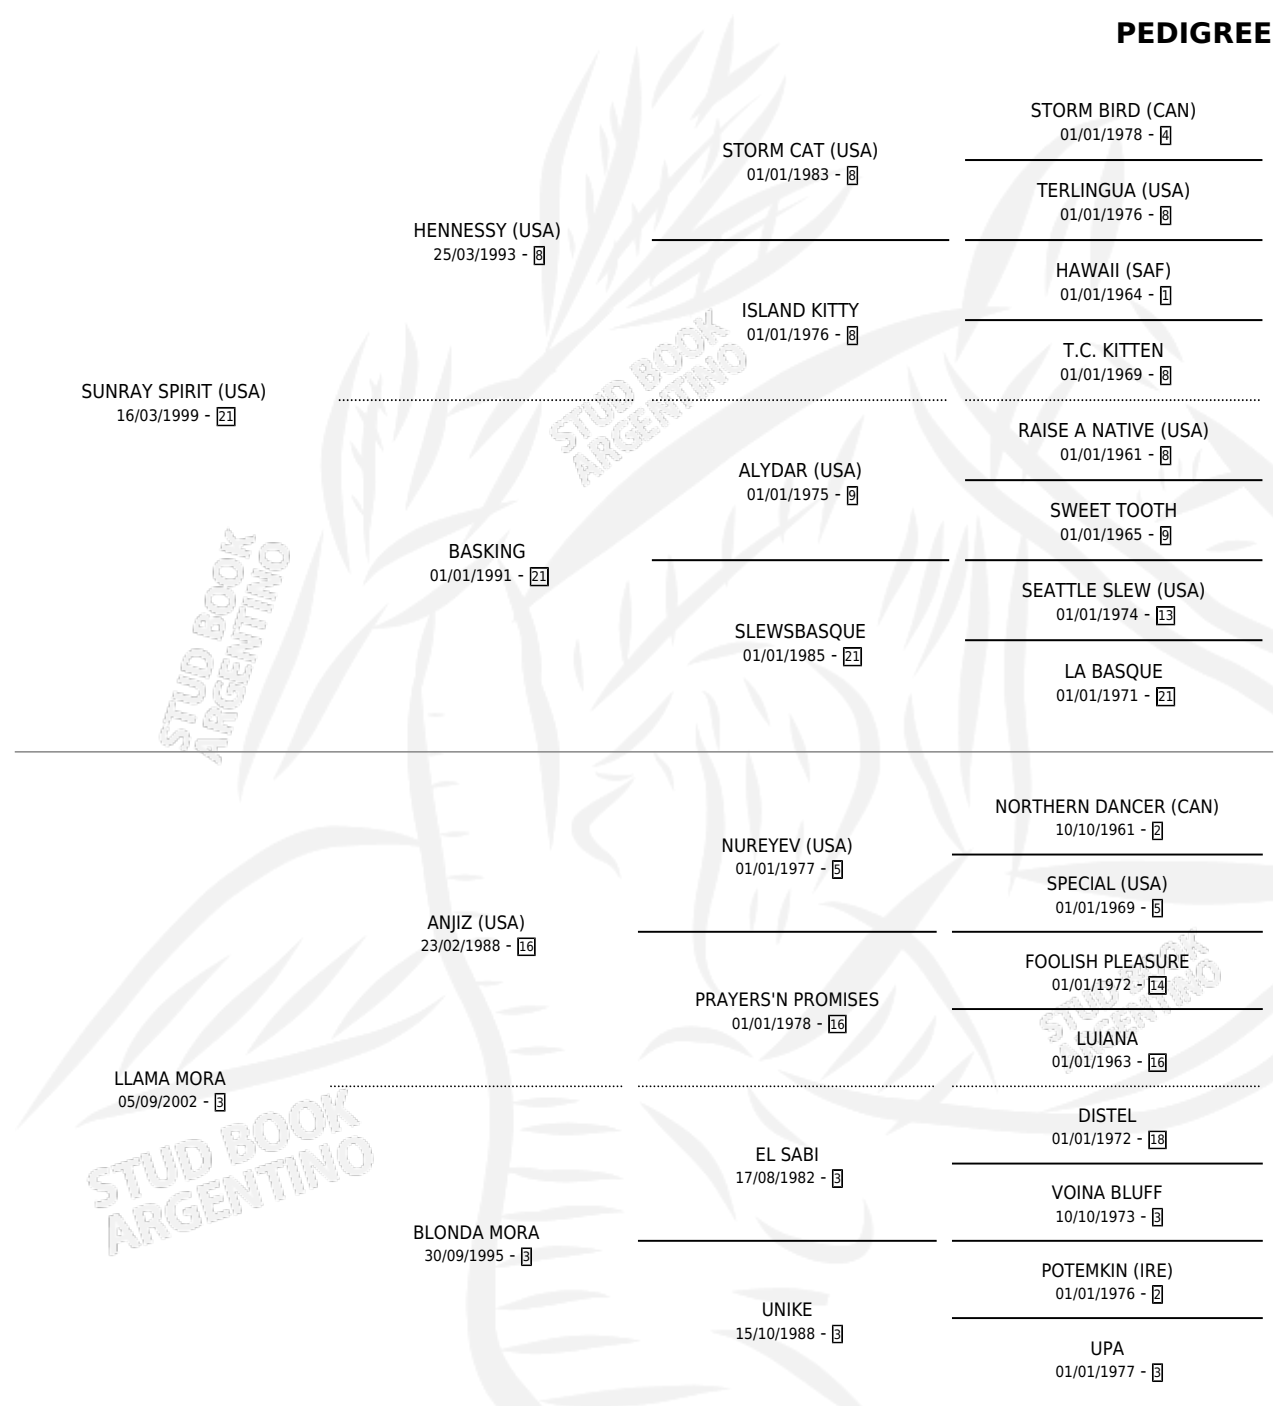 PEDIGREE
STORM BIRD (CAN)
01/01/1978 - 4
STORM CAT (USA)
01/01/1983 - 8
TERLINGUA (USA)
01/01/1976 - 8
HENNESSY (USA)
25/03/1993 - 8
HAWAII (SAF)
01/01/1964 - 1
ISLAND KITTY
01/01/1976 - 8
T.C. KITTEN
01/01/1969 - 8
SUNRAY SPIRIT (USA)
16/03/1999 - 21
RAISE A NATIVE (USA)
01/01/1961 - 8
ALYDAR (USA)
01/01/1975 - 9
SWEET TOOTH
01/01/1965 - 9
BASKING
01/01/1991 - 21
SEATTLE SLEW (USA)
01/01/1974 - 13
SLEWSBASQUE
01/01/1985 - 21
LA BASQUE
01/01/1971 - 21
NORTHERN DANCER (CAN)
10/10/1961 - 2
NUREYEV (USA)
01/01/1977 - 5
SPECIAL (USA)
01/01/1969 - 5
ANJIZ (USA)
23/02/1988 - 16
FOOLISH PLEASURE
01/01/1972 - 14
PRAYERS'N PROMISES
01/01/1978 - 16
LUIANA
01/01/1963 - 16
LLAMA MORA
05/09/2002 - 3
DISTEL
01/01/1972 - 18
EL SABI
17/08/1982 - 3
VOINA BLUFF
10/10/1973 - 3
BLONDA MORA
30/09/1995 - 3
POTEMKIN (IRE)
01/01/1976 - 2
UNIKE
15/10/1988 - 3
UPA
01/01/1977 - 3
STUD BOOK
ARGENTINO
STUD BOOK
ARGENTINO
STUD BOOK
ARGENTINO
STUD BOOK
ARGENTINO